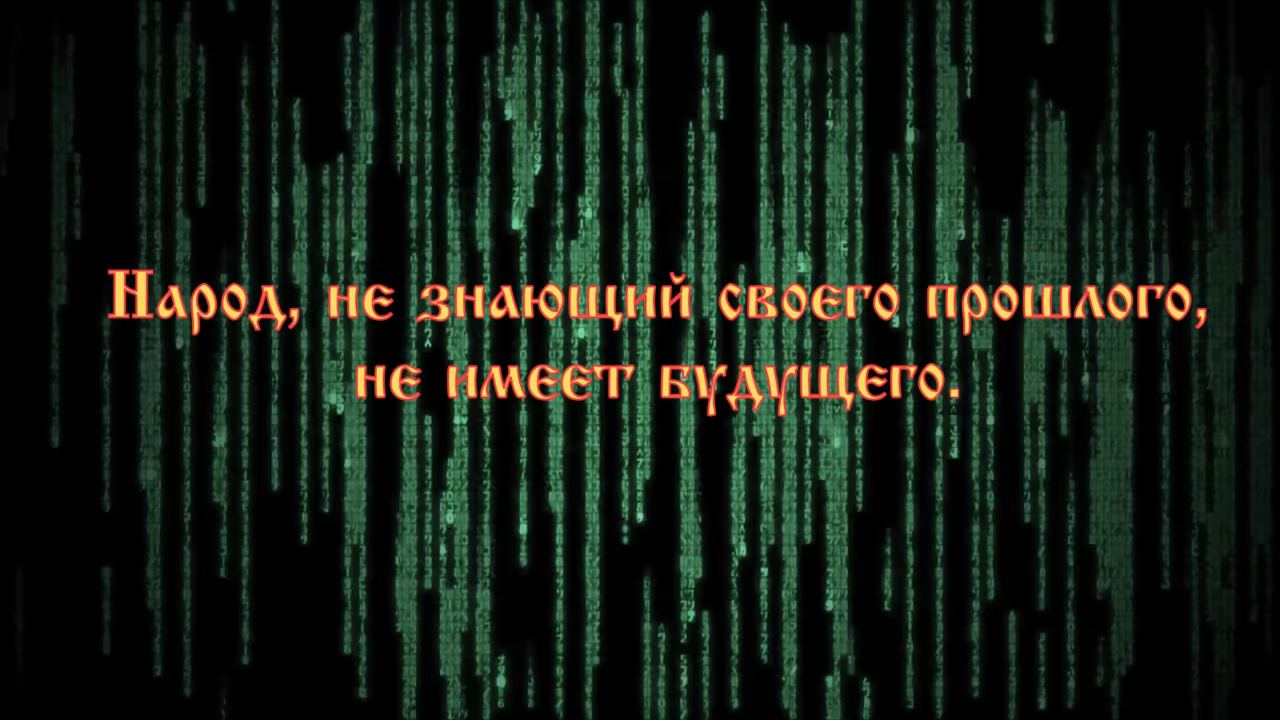 Народ, не знающий своего прошлого,
не имеет будущего.